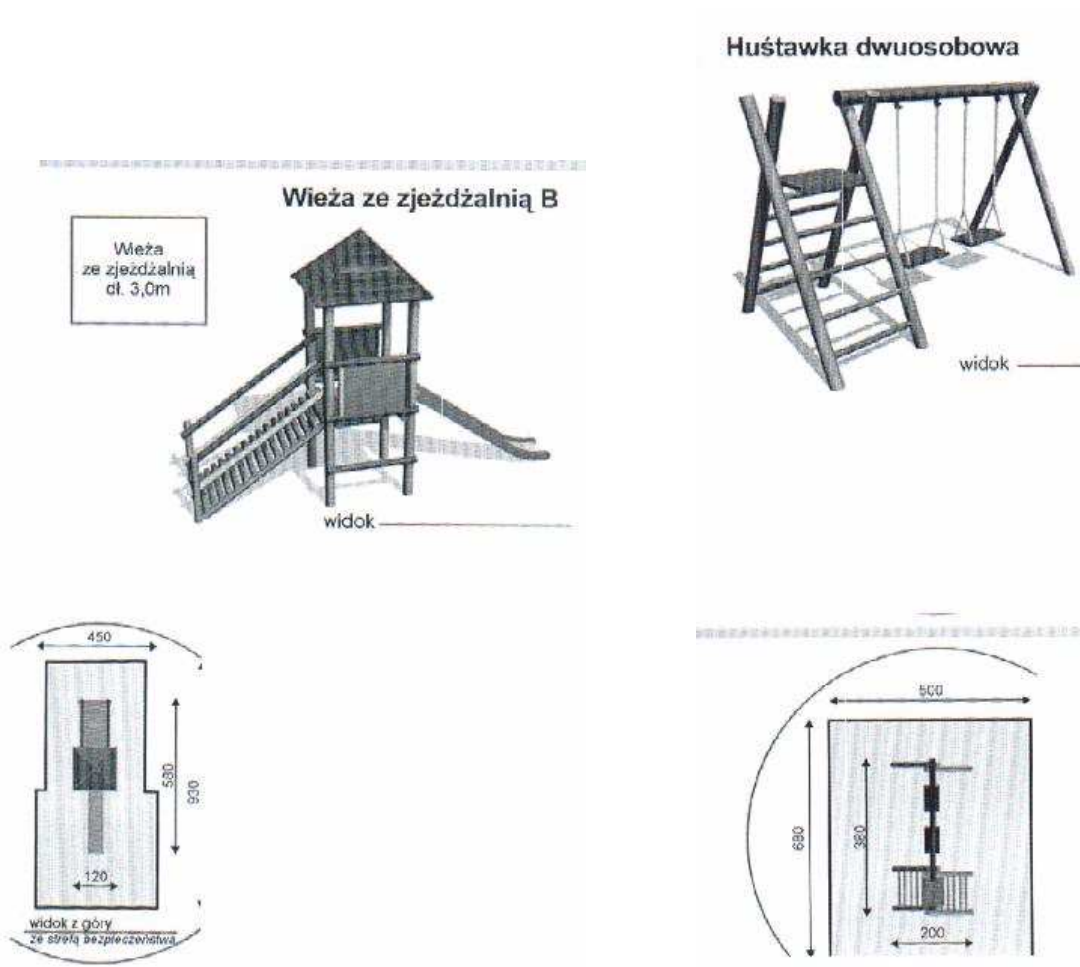 Huśtawka dwuosobowa
widok
Wieża ze zjeżdżalnią B
Wieża
ze zjeżdżalnią
dł. 3,0m
widok
450
580
930
120
widok z góry
ze strefą bezpieczeństwa
500
680
380
200